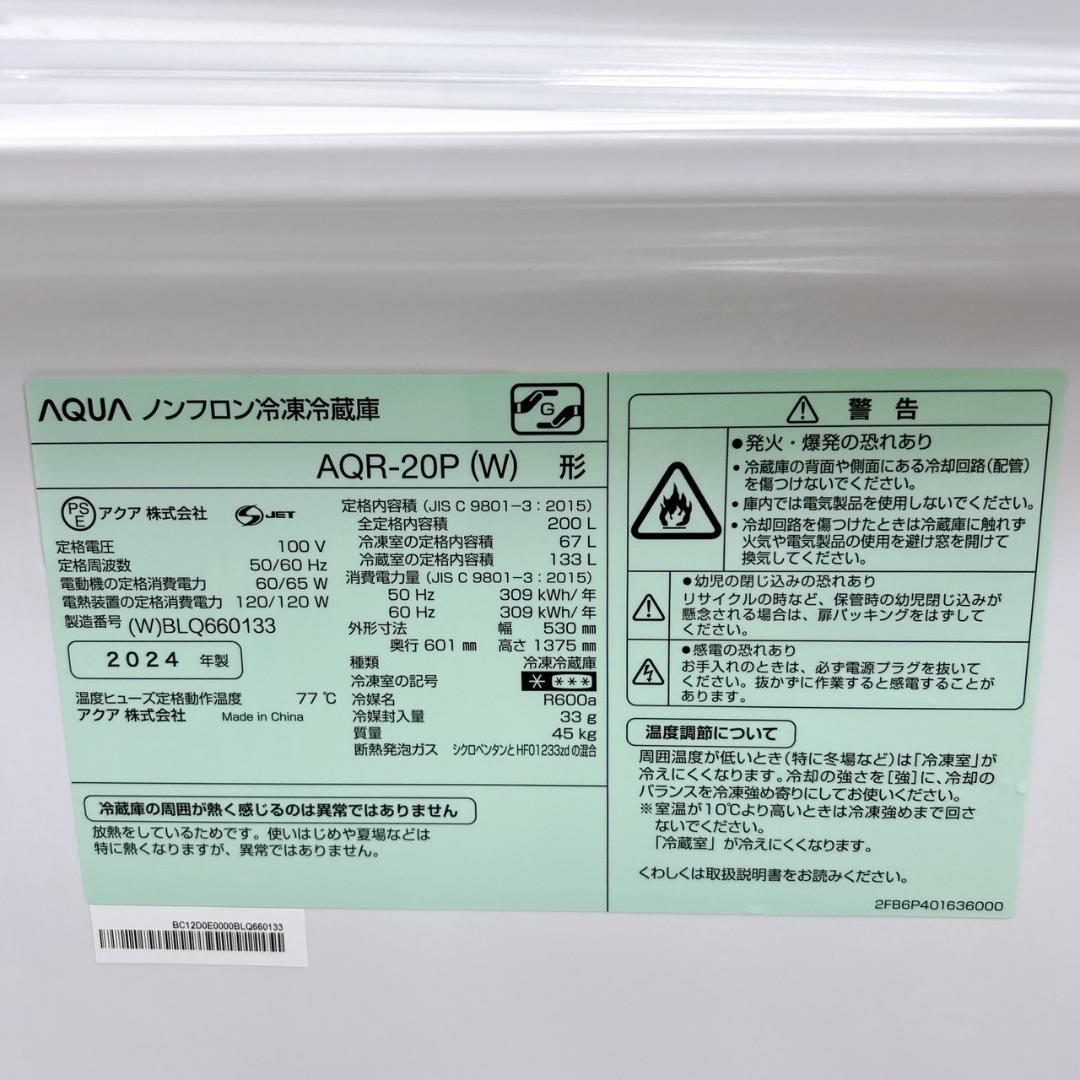 AQUA ノンフロン冷凍冷蔵庫
G
AQR-20P (W) 形
PS E アクア 株式会社 S JET
定格電圧 100 V
定格周波数 50/60 Hz
電動機の定格消費電力 60/65 W
電熱装置の定格消費電力 120/120 W
製造番号 (W)BLQ660133
2024 年製
温度ヒューズ定格動作温度 77 ℃
アクア 株式会社 Made in China
定格内容積 (JIS C 9801-3：2015)
全定格内容積 200 L
冷凍室の定格内容積 67 L
冷蔵室の定格内容積 133 L
消費電力量 (JIS C 9801-3：2015)
50 Hz 309 kWh/年
60 Hz 309 kWh/年
外形寸法 幅 530 ㎜
奥行 601 ㎜ 高さ 1375 ㎜
種類 冷凍冷蔵庫
冷凍室の記号 * ***
冷媒名 R600a
冷媒封入量 33 g
質量 45 kg
断熱発泡ガス シクロペンタンとHFO1233zdの混合
冷蔵庫の周囲が熱く感じるのは異常ではありません
放熱をしているためです。使いはじめや夏場などは
特に熱くなりますが、異常ではありません。
警 告
●発火・爆発の恐れあり
・冷蔵庫の背面や側面にある冷却回路(配管)
を傷つけないでください。
・庫内では電気製品を使用しないでください。
・冷却回路を傷つけたときは冷蔵庫に触れず
火気や電気製品の使用を避け窓を開けて
換気してください。
●幼児の閉じ込みの恐れあり
リサイクルの時など、保管時の幼児閉じ込みが
懸念される場合は、扉パッキングをはずして
ください。
●感電の恐れあり
お手入れのときは、必ず電源プラグを抜いて
ください。抜かずに作業すると感電することが
あります。
温度調節について
周囲温度が低いとき(特に冬場など)は「冷凍室」が
冷えにくくなります。冷却の強さを[強]に、冷却の
バランスを冷凍強め寄りにしてお使いください。
※室温が10℃より高いときは冷凍強めまで回さ
ないでください。
「冷蔵室」が冷えにくくなります。
くわしくは取扱説明書をお読みください。
2FB6P401636000
BC12D0E0000BLQ660133